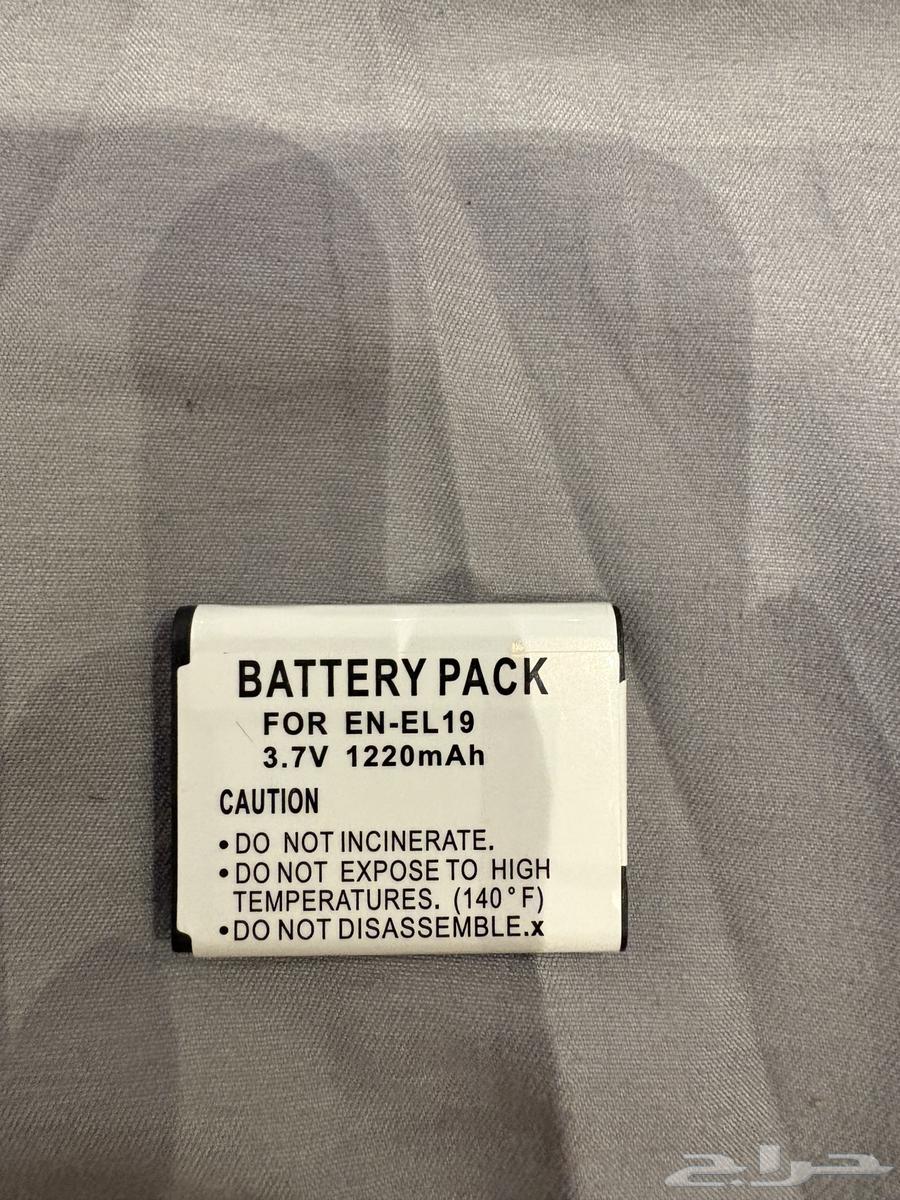 BATTERY PACK
FOR EN-EL19
3.7V 1220mAh
CAUTION
•DO NOT INCINERATE.
•DO NOT EXPOSE TO HIGH
TEMPERATURES. (140°F)
•DO NOT DISASSEMBLE.x
حراج